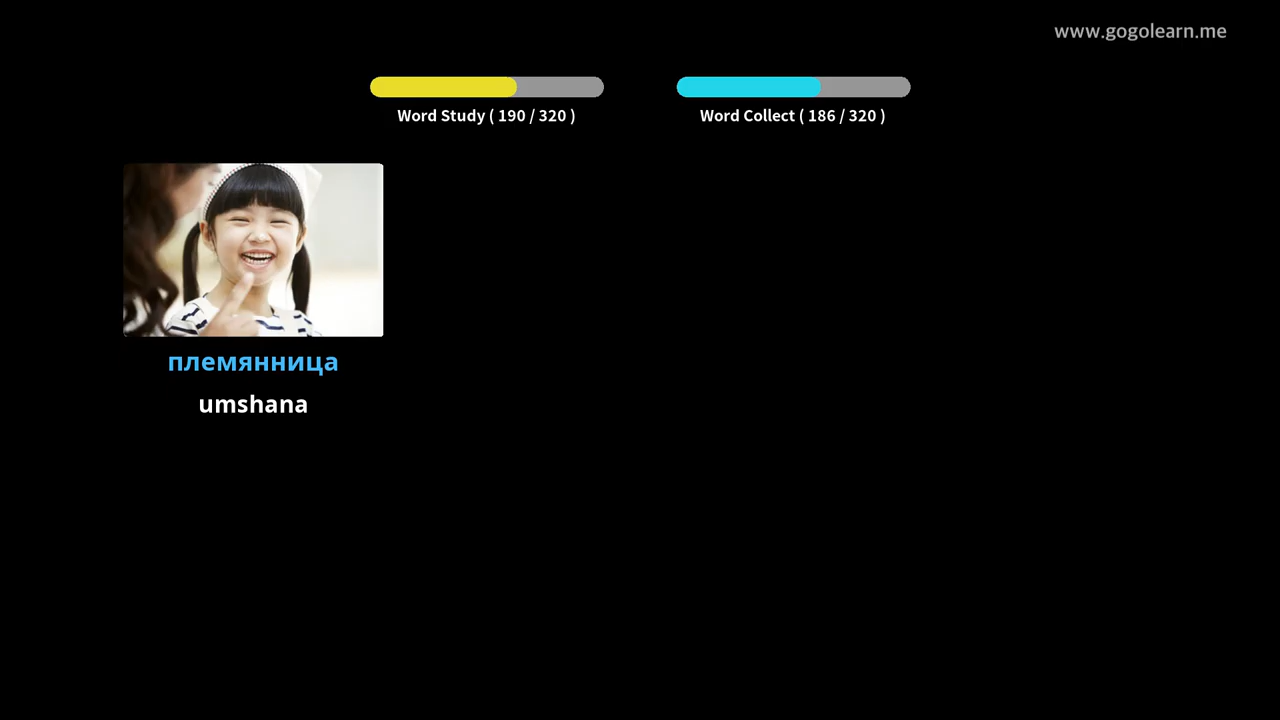 www.gogolearn.me
Word Study ( 190 / 320 )
Word Collect ( 186 / 320 )
племянница
umshana